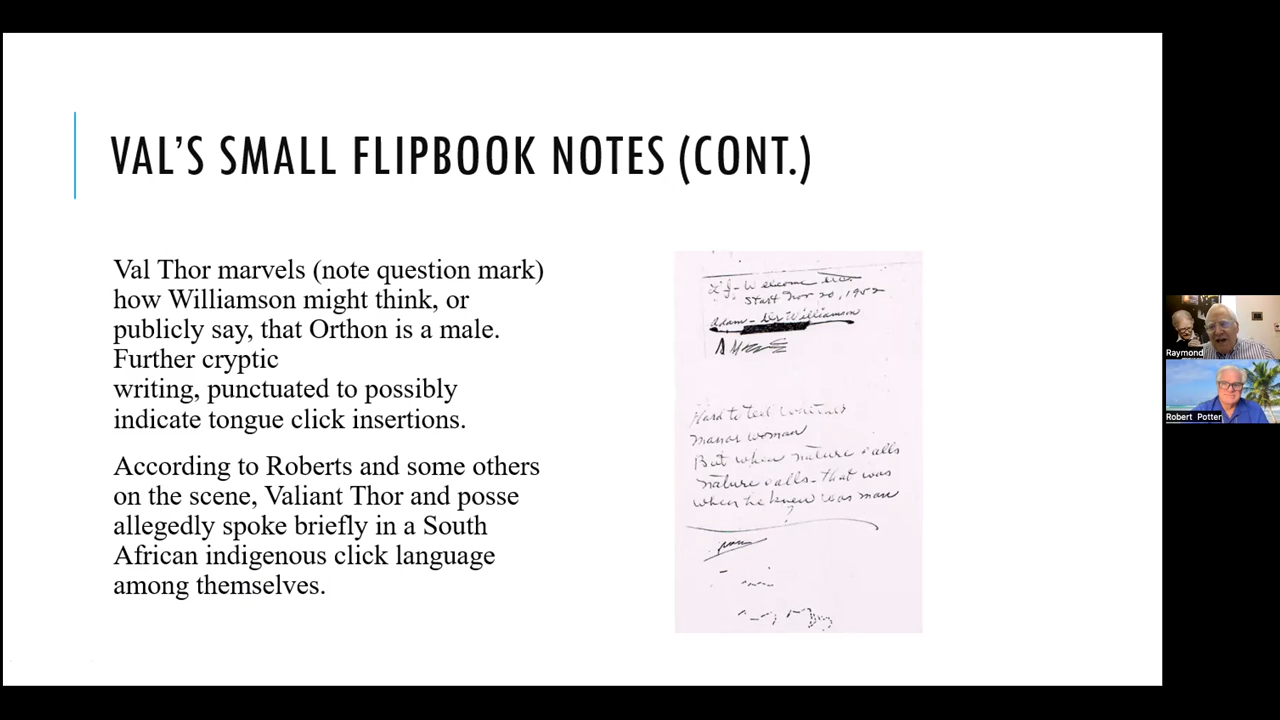 VAL'S SMALL FLIPBOOK NOTES (CONT.)
Val Thor marvels (note question mark)
how Williamson might think, or
publicly say, that Orthon is a male.
Further cryptic
writing, punctuated to possibly
indicate tongue click insertions.
According to Roberts and some others
on the scene, Valiant Thor and posse
allegedly spoke briefly in a South
African indigenous click language
among themselves.
Welcome
Start Nov 20, 1952
Adam - Williamson
Hard to tell
man or woman
But when nature calls
nature calls - that was
when he knew was man
?
Raymond
Robert Potter